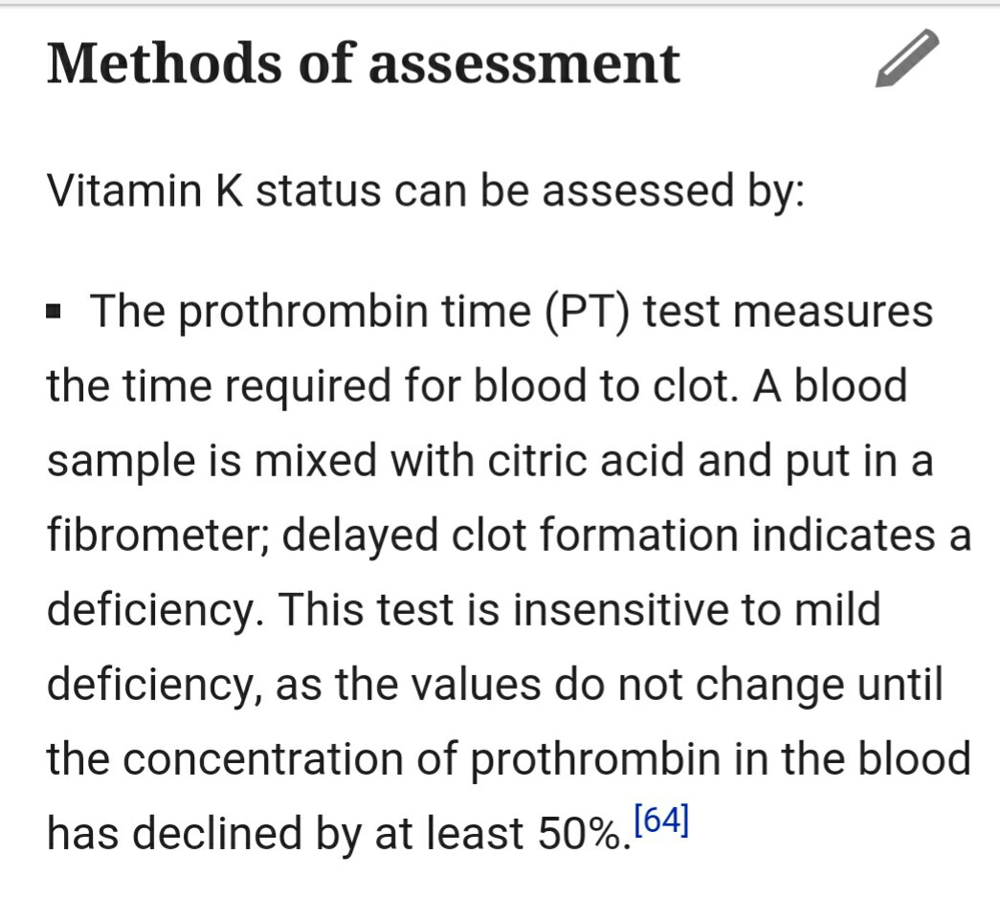 Methods of assessment
Vitamin K status can be assessed by:
▪ The prothrombin time (PT) test measures
the time required for blood to clot. A blood
sample is mixed with citric acid and put in a
fibrometer; delayed clot formation indicates a
deficiency. This test is insensitive to mild
deficiency, as the values do not change until
the concentration of prothrombin in the blood
has declined by at least 50%.[64]